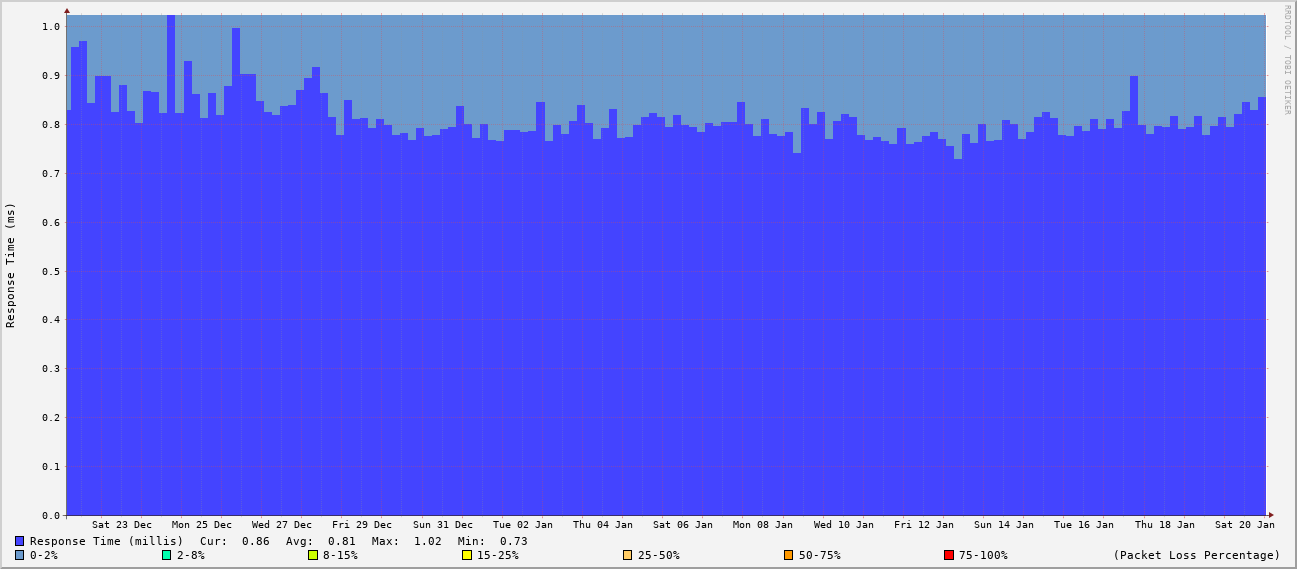 RRDTOOL / TOBI OETIKER
Response Time (ms)
1.0
0.9
0.8
0.7
0.6
0.5
0.4
0.3
0.2
0.1
0.0
Sat 23 Dec Mon 25 Dec Wed 27 Dec Fri 29 Dec Sun 31 Dec Tue 02 Jan Thu 04 Jan Sat 06 Jan Mon 08 Jan Wed 10 Jan Fri 12 Jan Sun 14 Jan Tue 16 Jan Thu 18 Jan Sat 20 Jan
Response Time (millis) Cur: 0.86 Avg: 0.81 Max: 1.02 Min: 0.73
0-2% 2-8% 8-15% 15-25% 25-50% 50-75% 75-100% (Packet Loss Percentage)